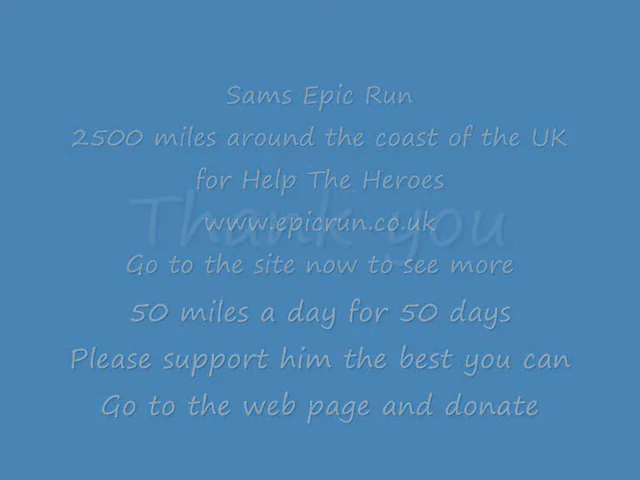 Sams Epic Run
2500 miles around the coast of the UK
for Help The Heroes
Thank you
www.epicrun.co.uk
Go to the site now to see more
50 miles a day for 50 days
Please support him the best you can
Go to the web page and donate